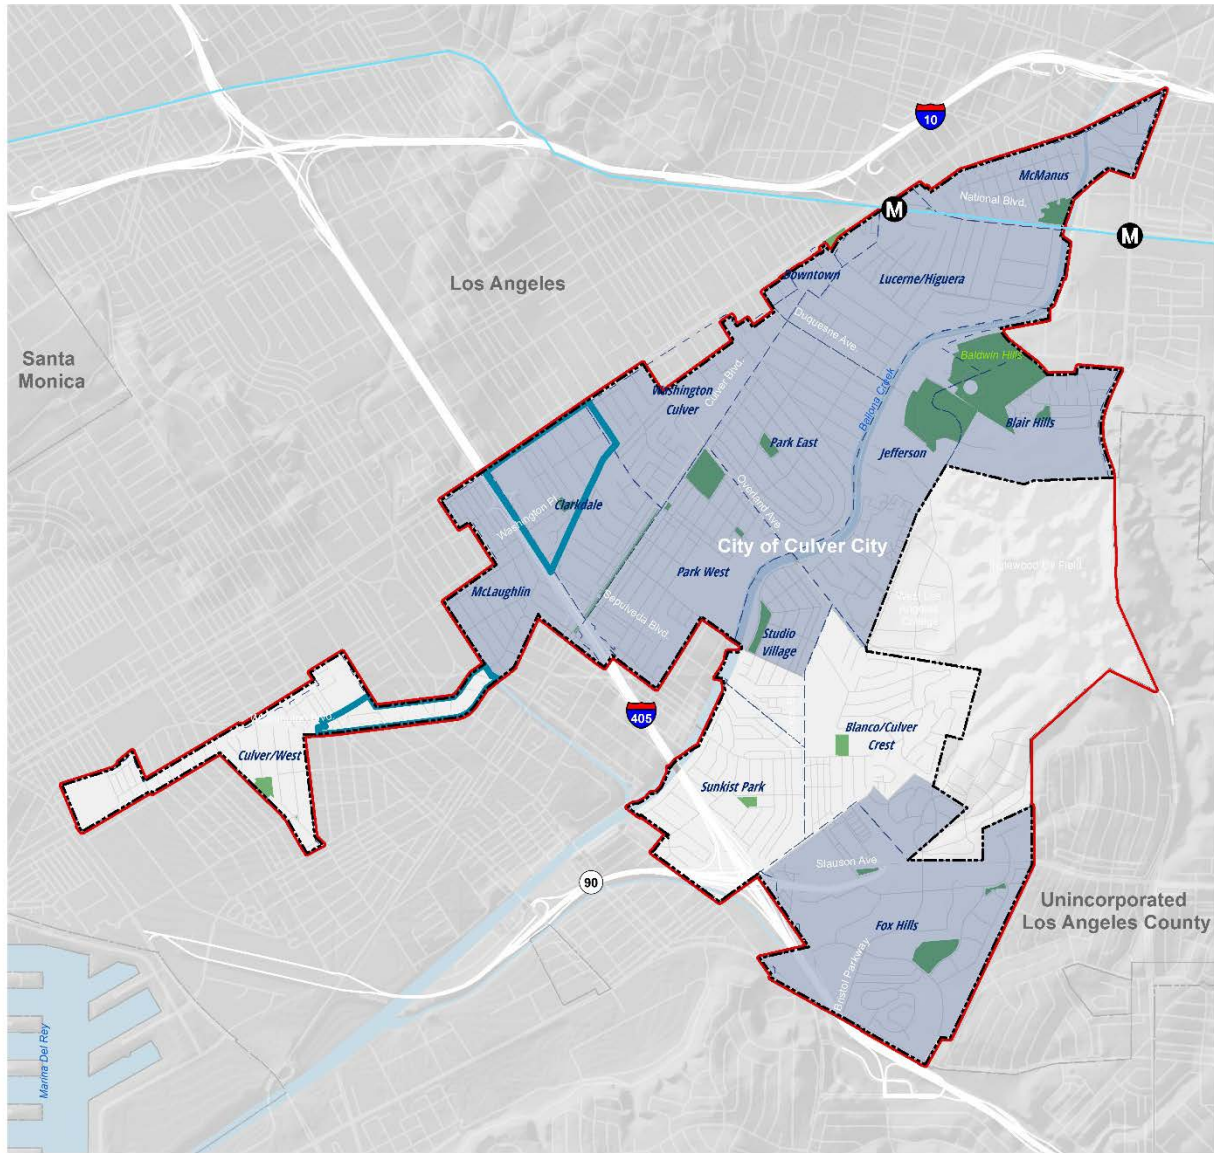 10
McManus
National Blvd.
M
M
Downtown
Lucerne/Higuera
Los Angeles
Santa
Monica
Duquesne Ave
Baldwin Hills
Culver Blvd.
Washington
Culver
Ballona Creek
Blair Hills
Park East
Jefferson
Overland Ave.
Clarkdale
Washington Pl.
City of Culver City
Park West
McLaughlin
Sepulveda Blvd.
Studio
Village
405
Blanco/Culver
Crest
Culver/West
Sunkist Park
Slauson Ave.
90
Unincorporated
Los Angeles County
Fox Hills
Bristol Parkway
Marina Del Rey